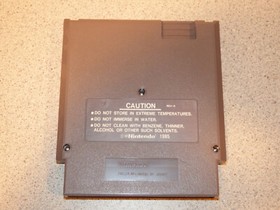 CAUTION
● DO NOT STORE IN EXTREME TEMPERATURES.
● DO NOT IMMERSE IN WATER.
● DO NOT CLEAN WITH BENZENE, THINNER,
ALCOHOL OR OTHER SUCH SOLVENTS.
©Nintendo 1985